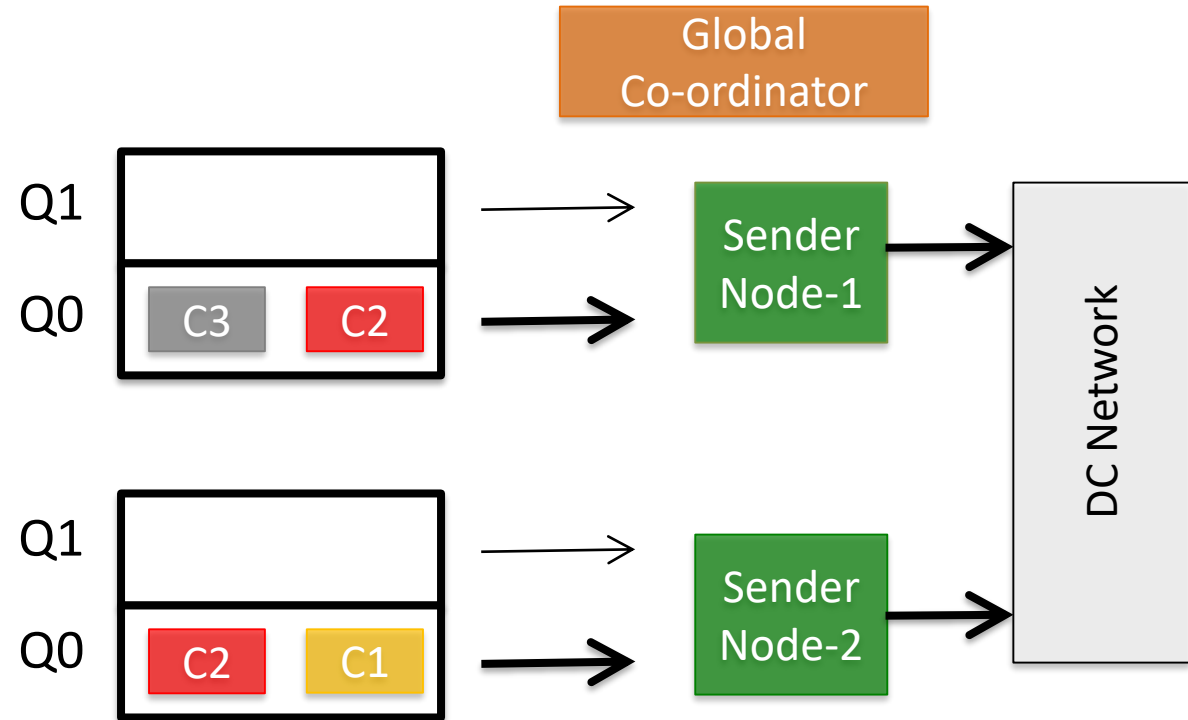 Global
Co-ordinator
Q1
Q0
C3 C2
Sender
Node-1
Q1
Q0
C2 C1
Sender
Node-2
DC Network